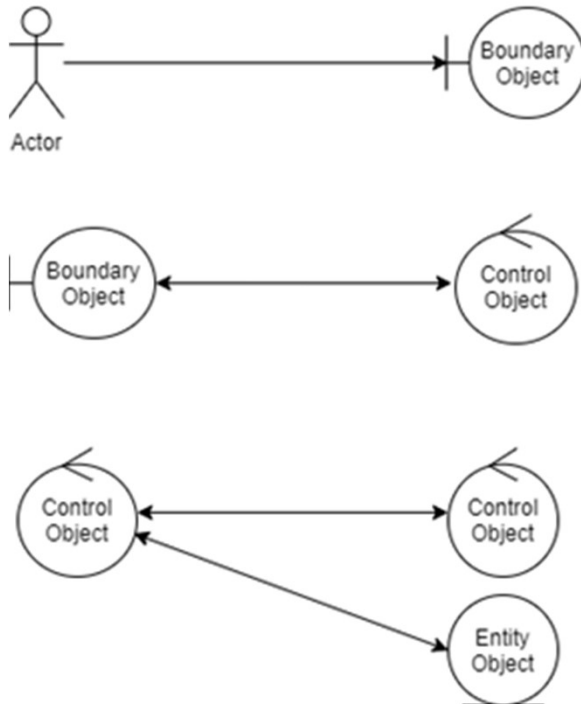 Boundary
Object
Actor
Boundary
Object
Control
Object
Control
Object
Control
Object
Entity
Object